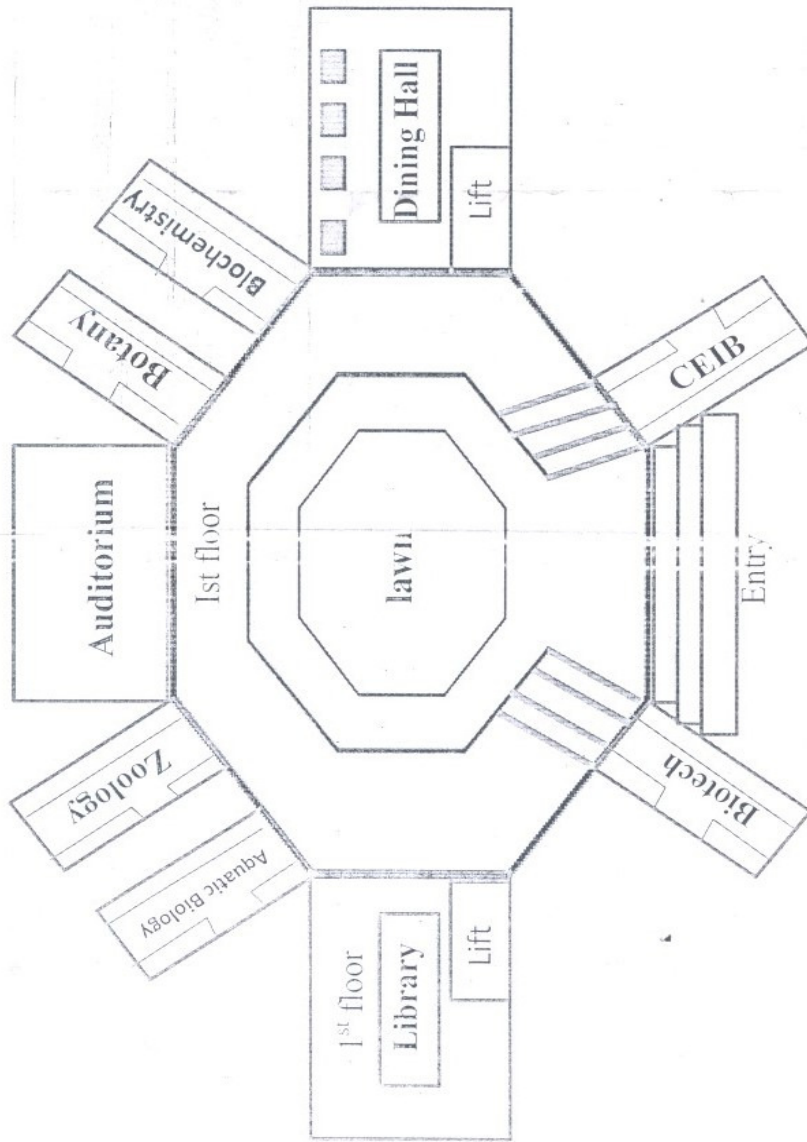 Auditorium
Ist floor
lawn
Entry
Zoology
Aquatic Biology
1st floor
Library
Lift
Biotech
Botany
Biochemistry
Dining Hall
Lift
CEIB